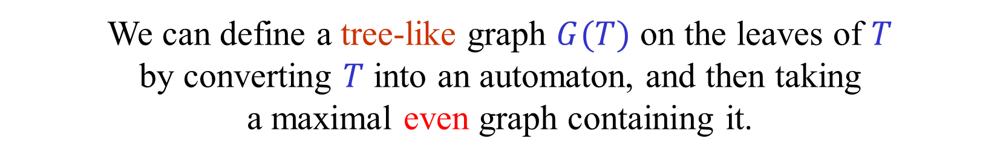 We can define a tree-like graph G(T) on the leaves of T
by converting T into an automaton, and then taking
a maximal even graph containing it.